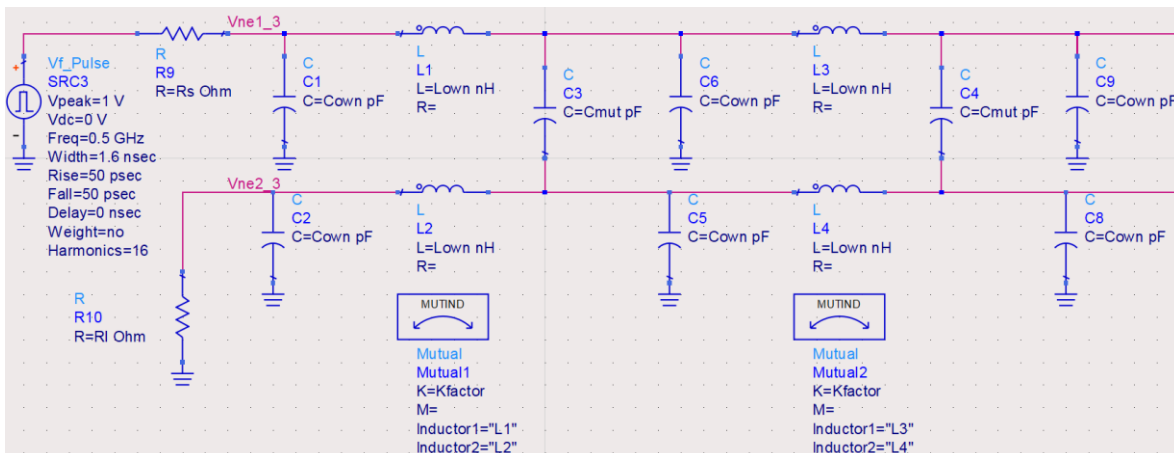 Vne1_3
Vf_Pulse
SRC3
Vpeak=1 V
Vdc=0 V
Freq=0.5 GHz
Width=1.6 nsec
Rise=50 psec
Fall=50 psec
Delay=0 nsec
Weight=no
Harmonics=16
R
R9
R=Rs Ohm
C
C1
C=Cown pF
L
L1
L=Lown nH
R=
C
C3
C=Cmut pF
C
C6
C=Cown pF
L
L3
L=Lown nH
R=
C
C4
C=Cmut pF
C
C9
C=Cown pF
Vne2_3
R
R10
R=Rl Ohm
C
C2
C=Cown pF
L
L2
L=Lown nH
R=
C
C5
C=Cown pF
L
L4
L=Lown nH
R=
C
C8
C=Cown pF
MUTIND
Mutual
Mutual1
K=Kfactor
M=
Inductor1="L1"
Inductor2="L2"
MUTIND
Mutual
Mutual2
K=Kfactor
M=
Inductor1="L3"
Inductor2="L4"